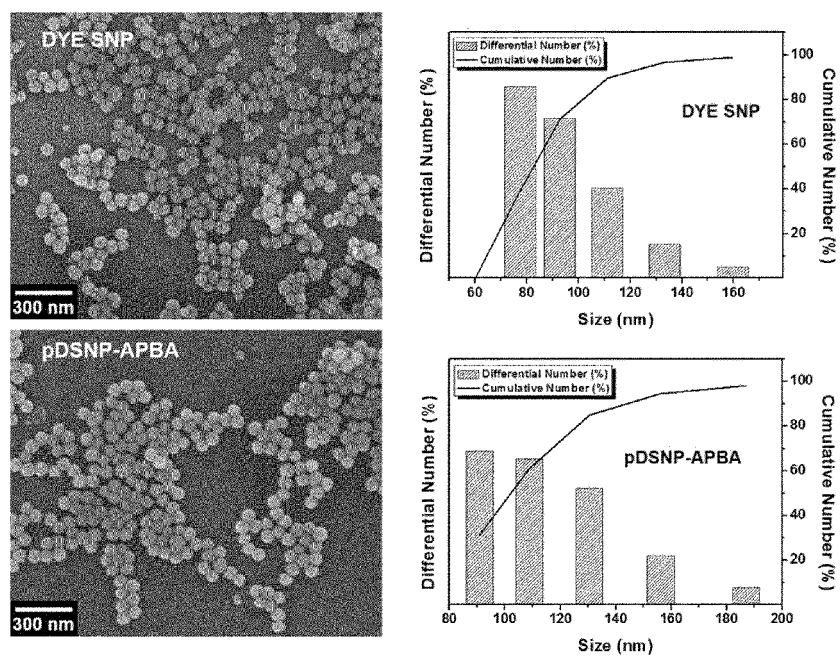 DYE SNP
300 nm
Differential Number (%)
Cumulative Number (%)
DYE SNP
Differential Number (%)
Cumulative Number (%)
100
80
60
40
20
60 80 100 120 140 160
Size (nm)
pDSNP-APBA
300 nm
Differential Number (%)
Cumulative Number (%)
pDSNP-APBA
Differential Number (%)
Cumulative Number (%)
100
80
60
40
20
80 100 120 140 160 180 200
Size (nm)